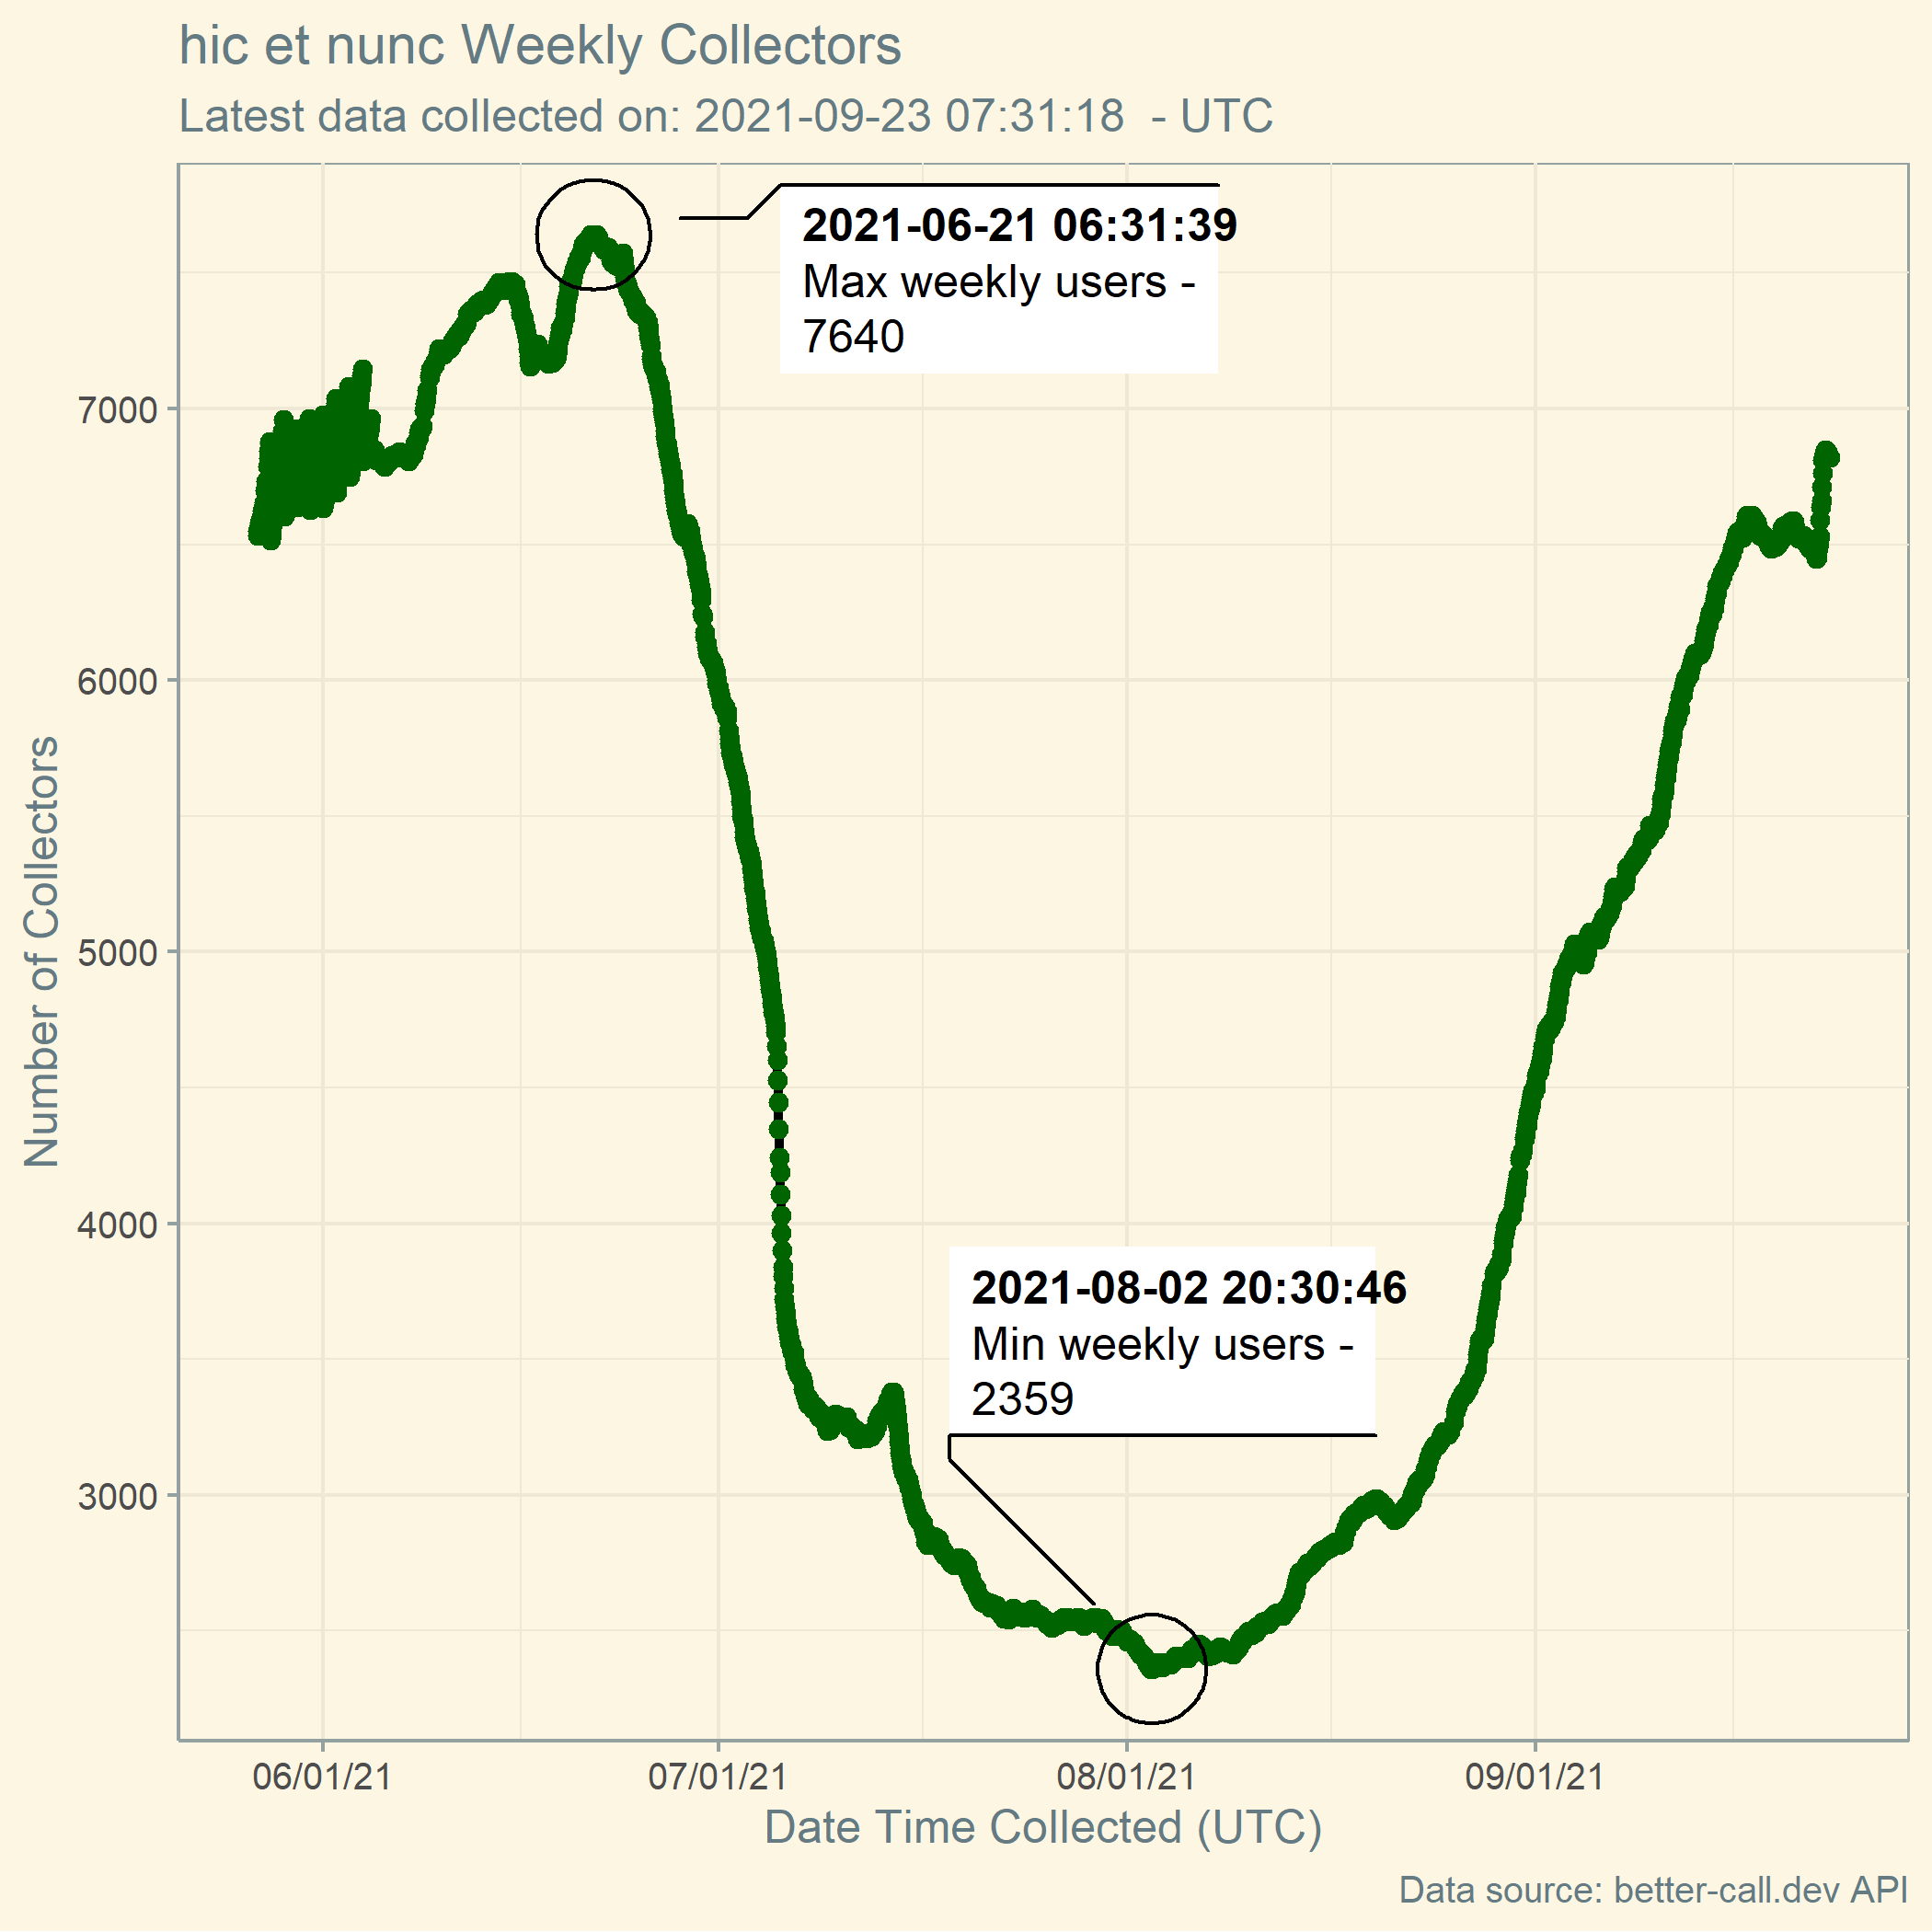 hic et nunc Weekly Collectors
Latest data collected on: 2021-09-23 07:31:18  - UTC
2021-06-21 06:31:39
Max weekly users -
7640
7000
6000
5000
4000
3000
Number of Collectors
2021-08-02 20:30:46
Min weekly users -
2359
06/01/21
07/01/21
08/01/21
09/01/21
Date Time Collected (UTC)
Data source: better-call.dev API